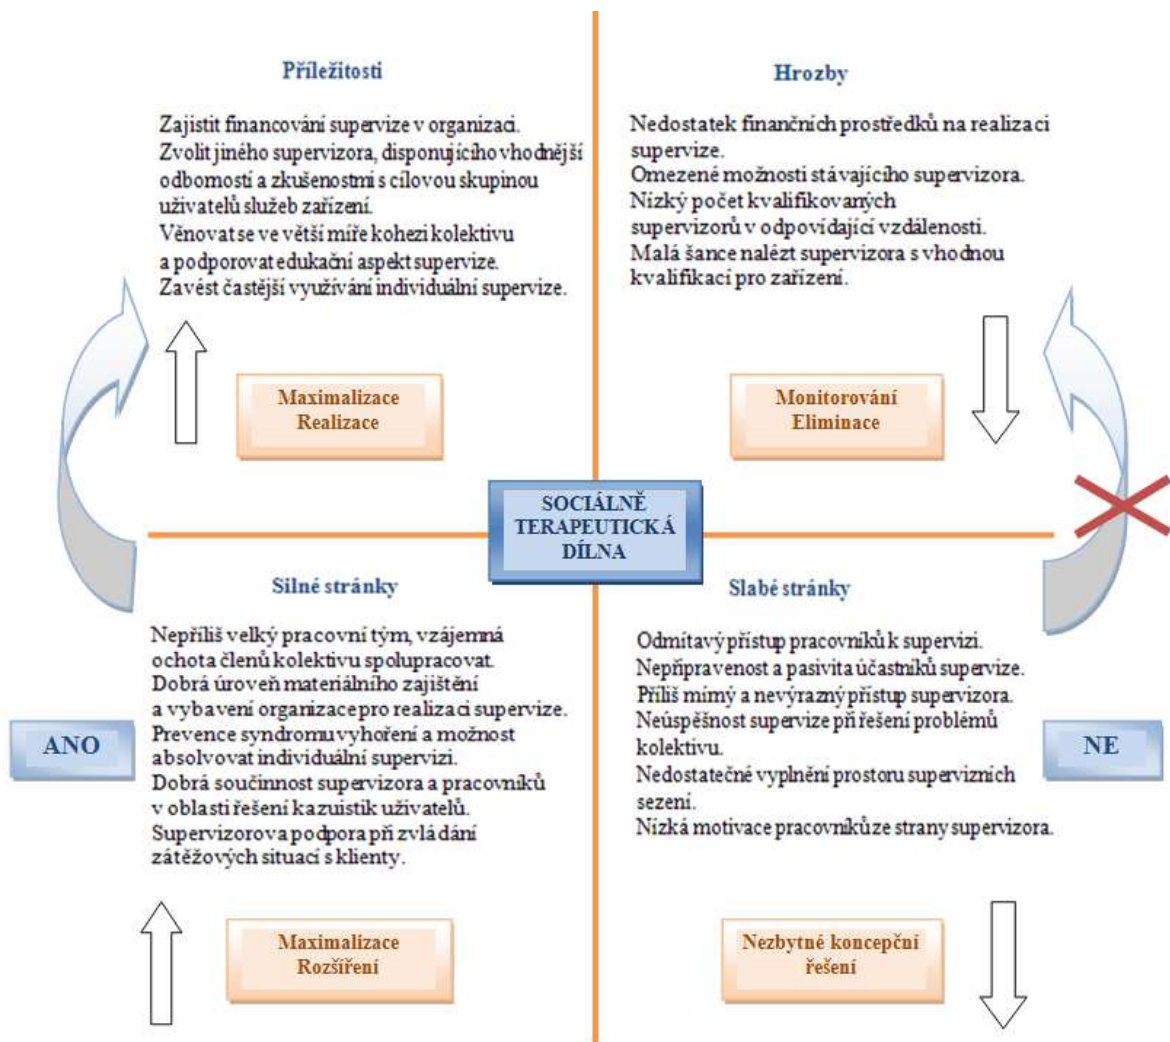 Příležitosti
Zajistit financování supervize v organizaci.
Zvolit jiného supervizora, disponujícího vhodnější
odborností a zkušenostmi s cílovou skupinou
uživatelů služeb zařízení.
Věnovat se ve větší míře kohezi kolektivu
a podporovat edukační aspekt supervize.
Zavést častější využívání individuální supervize.
Maximalizace
Realizace
Hrozby
Nedostatek finančních prostředků na realizaci
supervize.
Omezené možnosti stávajícího supervizora.
Nízký počet kvalifikovaných
supervizorů v odpovídající vzdálenosti.
Malá šance nalézt supervizora s vhodnou
kvalifikací pro zařízení.
Monitorování
Eliminace
SOCIÁLNĚ
TERAPEUTICKÁ
DÍLNA
Silné stránky
Nepříliš velký pracovní tým, vzájemná
ochota členů kolektivu spolupracovat.
Dobrá úroveň materiálního zajištění
a vybavení organizace pro realizaci supervize.
Prevence syndromu vyhoření a možnost
absolvovat individuální supervizi.
Dobrá součinnost supervizora a pracovníků
v oblasti řešení kazuistik uživatelů.
Supervizorova podpora při zvládání
zátěžových situací s klienty.
ANO
Maximalizace
Rozšíření
Slabé stránky
Odmítavý přístup pracovníků k supervizi.
Nepřipravenost a pasivita účastníků supervize.
Příliš mírný a nevýrazný přístup supervizora.
Neúspěšnost supervize při řešení problémů
kolektivu.
Nedostatečné vyplnění prostoru supervizních
sezení.
Nízká motivace pracovníků ze strany supervizora.
NE
Nezbytné koncepční
řešení